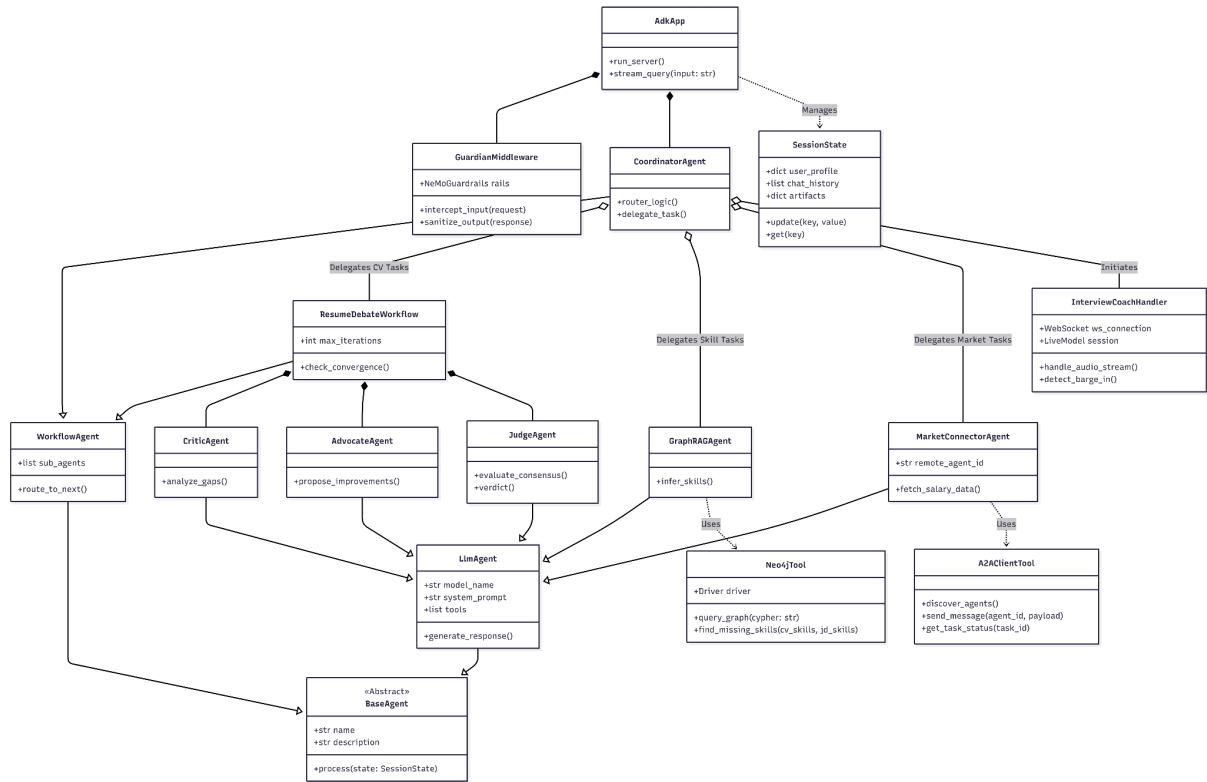 AdkApp
+run_server()
+stream_query(input: str)
Manages
GuardianMiddleware
+NeMoGuardrails rails
+intercept_input(request)
+sanitize_output(response)
CoordinatorAgent
+router_logic()
+delegate_task()
SessionState
+dict user_profile
+list chat_history
+dict artifacts
+update(key, value)
+get(key)
Delegates CV Tasks
Initiates
ResumeDebateWorkflow
+int max_iterations
+check_convergence()
Delegates Skill Tasks
Delegates Market Tasks
InterviewCoachHandler
+WebSocket ws_connection
+LiveModel session
+handle_audio_stream()
+detect_barge_in()
WorkflowAgent
+list sub_agents
+route_to_next()
CriticAgent
+analyze_gaps()
AdvocateAgent
+propose_improvements()
JudgeAgent
+evaluate_consensus()
+verdict()
GraphRAGAgent
+infer_skills()
MarketConnectorAgent
+str remote_agent_id
+fetch_salary_data()
Uses
Uses
LlmAgent
+str model_name
+str system_prompt
+list tools
+generate_response()
Neo4jTool
+Driver driver
+query_graph(cypher: str)
+find_missing_skills(cv_skills, jd_skills)
A2AClientTool
+discover_agents()
+send_message(agent_id, payload)
+get_task_status(task_id)
«Abstract»
BaseAgent
+str name
+str description
+process(state: SessionState)